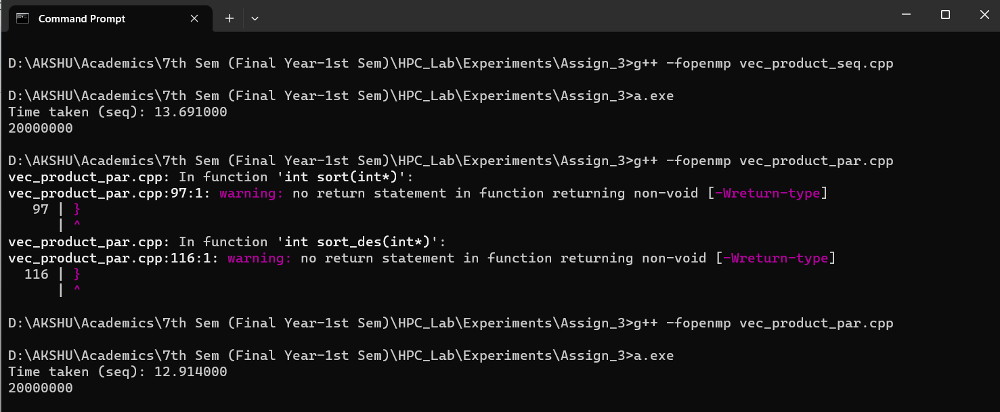 Command Prompt
D:\AKSHU\Academics\7th Sem (Final Year-1st Sem)\HPC_Lab\Experiments\Assign_3>g++ -fopenmp vec_product_seq.cpp
D:\AKSHU\Academics\7th Sem (Final Year-1st Sem)\HPC_Lab\Experiments\Assign_3>a.exe
Time taken (seq): 13.691000
20000000
D:\AKSHU\Academics\7th Sem (Final Year-1st Sem)\HPC_Lab\Experiments\Assign_3>g++ -fopenmp vec_product_par.cpp
vec_product_par.cpp: In function 'int sort(int*)':
vec_product_par.cpp:97:1: warning: no return statement in function returning non-void [-Wreturn-type]
   97 | }
      | ^
vec_product_par.cpp: In function 'int sort_des(int*)':
vec_product_par.cpp:116:1: warning: no return statement in function returning non-void [-Wreturn-type]
  116 | }
      | ^
D:\AKSHU\Academics\7th Sem (Final Year-1st Sem)\HPC_Lab\Experiments\Assign_3>g++ -fopenmp vec_product_par.cpp
D:\AKSHU\Academics\7th Sem (Final Year-1st Sem)\HPC_Lab\Experiments\Assign_3>a.exe
Time taken (seq): 12.914000
20000000